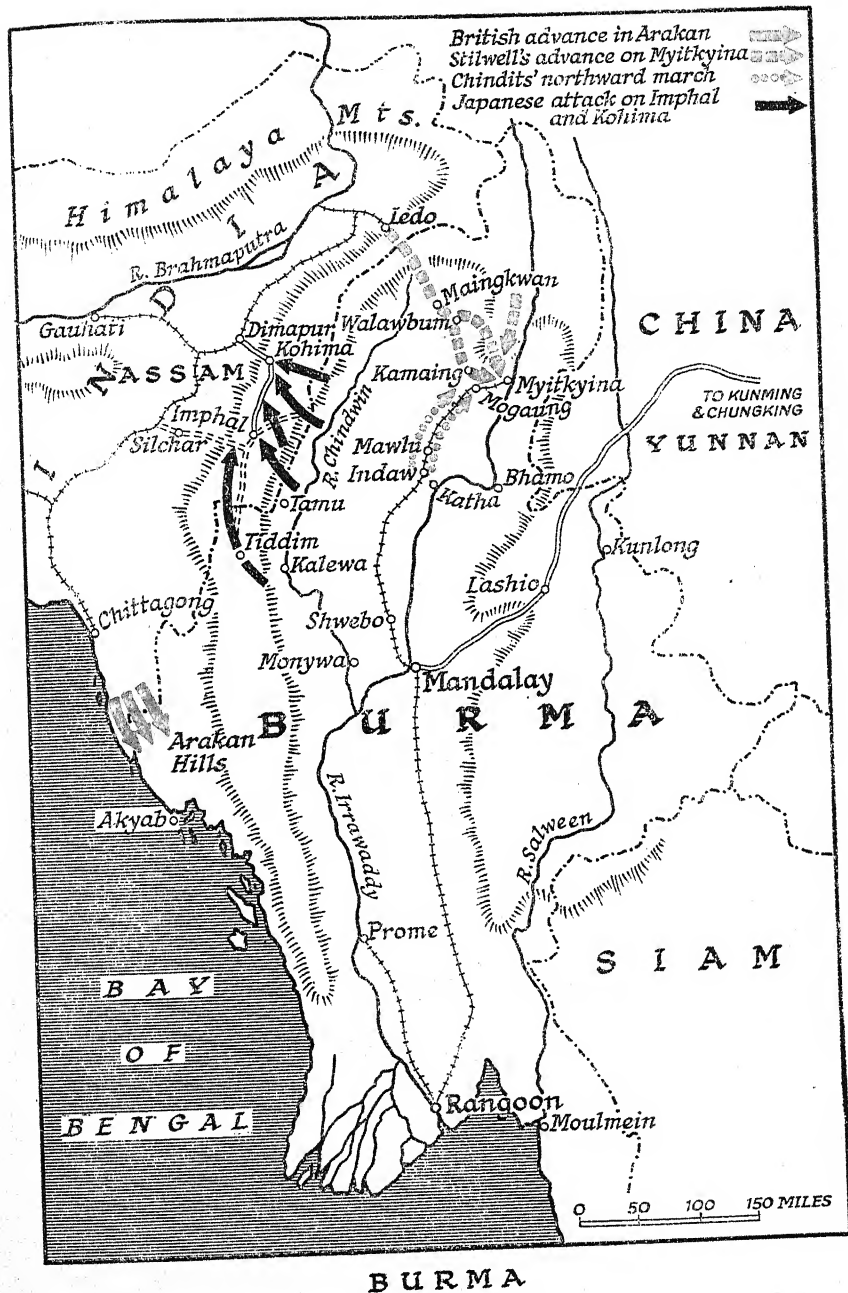 British advance in Arakan
Stilwell's advance on Myitkyina
Chindits' northward march
Japanese attack on Imphal
and Kohima
Himalaya Mts.
INDIA
Ledo
R. Brahmaputra
Maingkwan
Gauhati
Dimapur
Walawbum
CHINA
Kohima
ASSAM
Kamaing
Myitkyina
Mogaung
TO KUNMING
& CHUNGKING
Imphal
Silchar
R. Chindwin
Mawlu
YUNNAN
Indaw
Bhamo
Katha
Tamu
Tiddim
Kalewa
Kunlong
Lashio
Chittagong
Shwebo
Monywa
Mandalay
BURMA
Arakan
Hills
R. Irrawaddy
Akyab
R. Salween
Prome
SIAM
BAY
OF
BENGAL
Rangoon
Moulmein
0 50 100 150 MILES
BURMA